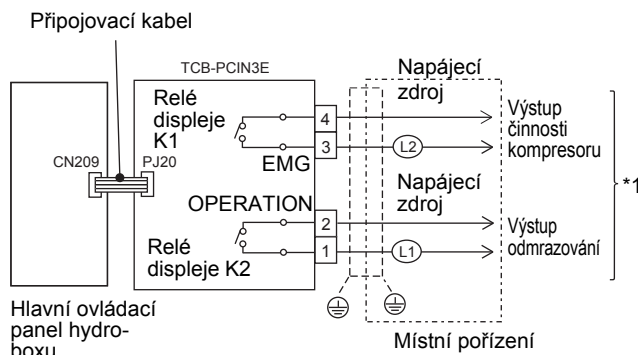 Připojovací kabel
TCB-PCIN3E
Napájecí
zdroj
Relé
displeje
K1
4
3
EMG
L2
Výstup
činnosti
kompresoru
*1
CN209
PJ20
OPERATION
Napájecí
zdroj
2
1
L1
Relé
displeje K2
Výstup
odmrazování
Hlavní ovládací
panel hydro-
boxu
Místní pořízení